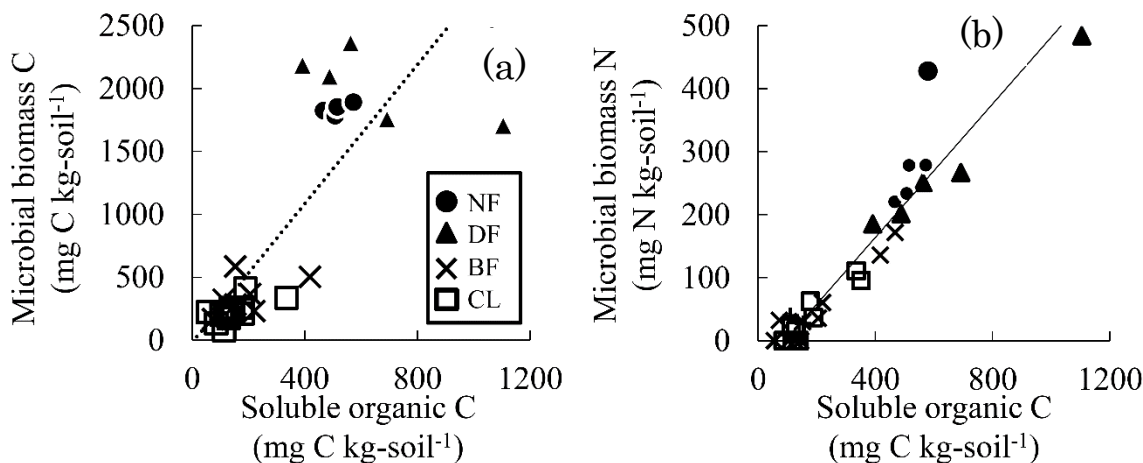 Microbial biomass C
(mg C kg-soil⁻¹)
2500
2000
1500
1000
500
0
(a)
NF
DF
BF
CL
0 400 800 1200
Soluble organic C
(mg C kg-soil⁻¹)
Microbial biomass N
(mg N kg-soil⁻¹)
500
400
300
200
100
0
(b)
0 400 800 1200
Soluble organic C
(mg C kg-soil⁻¹)